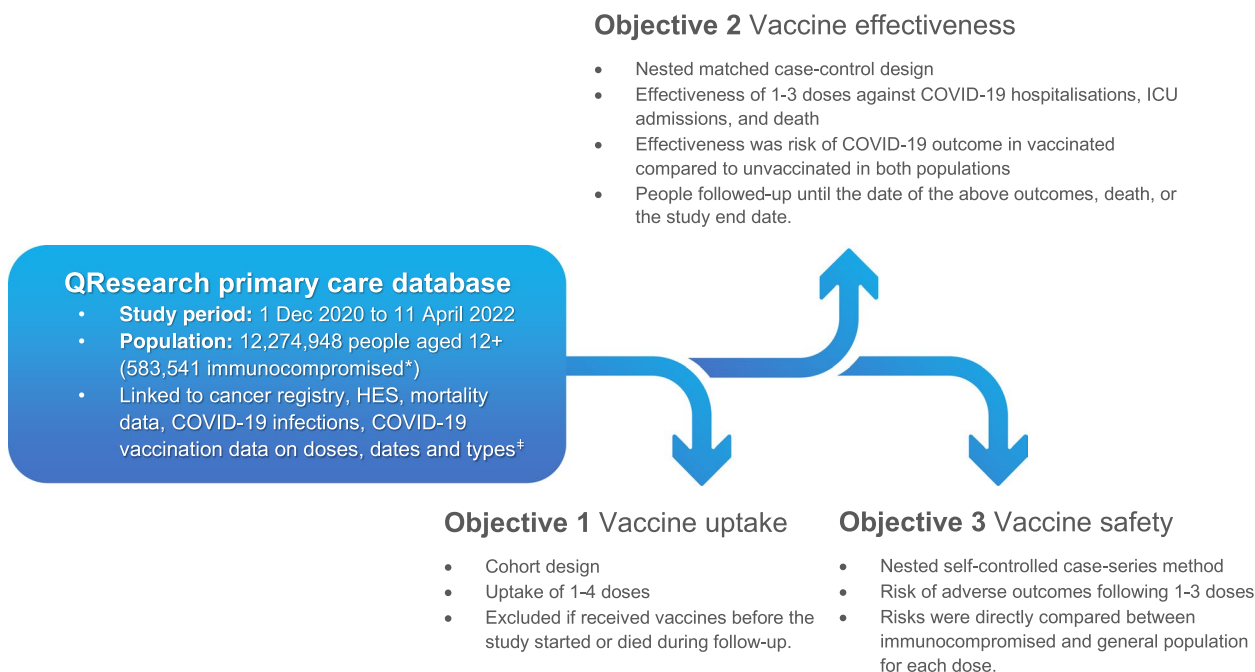 Objective 2 Vaccine effectiveness
• Nested matched case-control design
• Effectiveness of 1-3 doses against COVID-19 hospitalisations, ICU
admissions, and death
• Effectiveness was risk of COVID-19 outcome in vaccinated
compared to unvaccinated in both populations
• People followed-up until the date of the above outcomes, death, or
the study end date.
QResearch primary care database
• Study period: 1 Dec 2020 to 11 April 2022
• Population: 12,274,948 people aged 12+
(583,541 immunocompromised*)
• Linked to cancer registry, HES, mortality
data, COVID-19 infections, COVID-19
vaccination data on doses, dates and types‡
Objective 1 Vaccine uptake
• Cohort design
• Uptake of 1-4 doses
• Excluded if received vaccines before the
study started or died during follow-up.
Objective 3 Vaccine safety
• Nested self-controlled case-series method
• Risk of adverse outcomes following 1-3 doses
• Risks were directly compared between
immunocompromised and general population
for each dose.